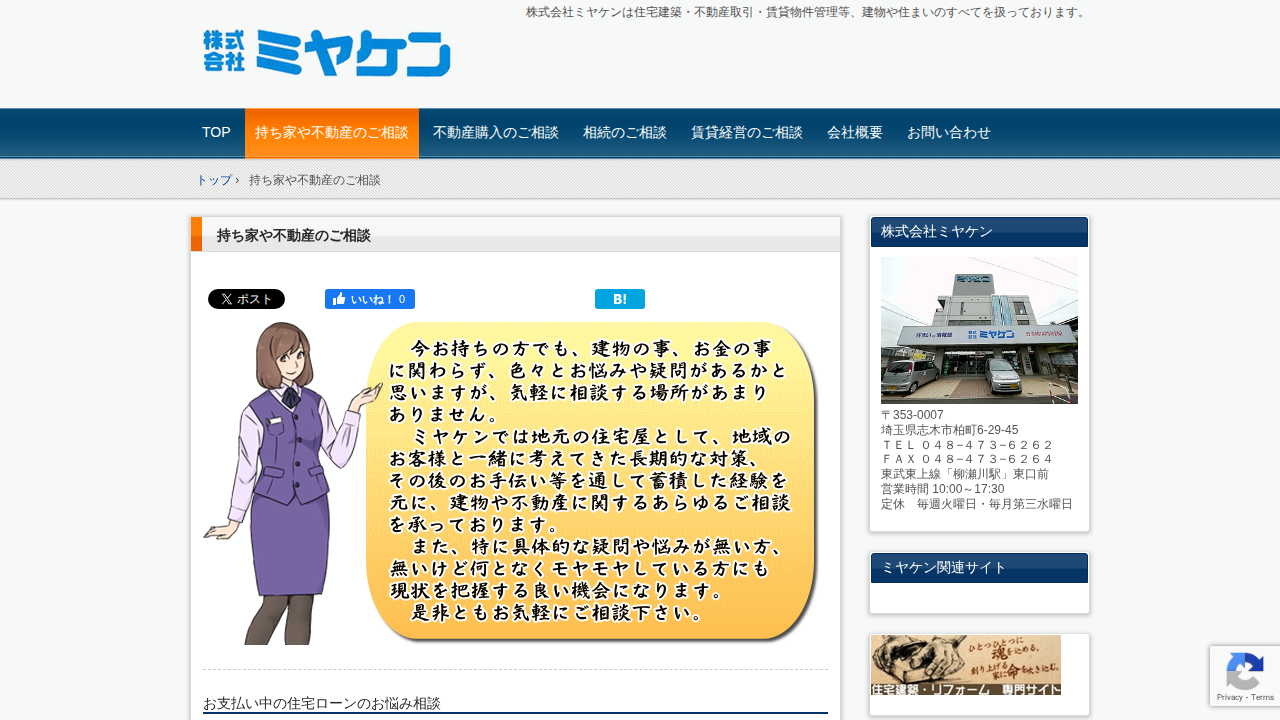 株式会社ミヤケンは住宅建築・不動産取引・賃貸物件管理等、建物や住まいのすべてを扱っております。
株式会社 ミヤケン
TOP 持ち家や不動産のご相談 不動産購入のご相談 相続のご相談 賃貸経営のご相談 会社概要 お問い合わせ
トップ › 持ち家や不動産のご相談
持ち家や不動産のご相談
ポスト いいね！ 0 B!
今お持ちの方でも、建物の事、お金の事
に関わらず、色々とお悩みや疑問があるかと
思いますが、気軽に相談する場所があまり
ありません。
ミヤケンでは地元の住宅屋として、地域の
お客様と一緒に考えてきた長期的な対策、
その後のお手伝い等を通して蓄積した経験を
元に、建物や不動産に関するあらゆるご相談
を承っております。
また、特に具体的な疑問や悩みが無い方、
無いけど何となくモヤモヤしている方にも
現状を把握する良い機会になります。
是非ともお気軽にご相談下さい。
お支払い中の住宅ローンのお悩み相談
株式会社ミヤケン
ミヤケン
株式会社 ミヤケン
〒353-0007
埼玉県志木市柏町6-29-45
ＴＥＬ ０４８−４７３−６２６２
ＦＡＸ ０４８−４７３−６２６４
東武東上線「柳瀬川駅」東口前
営業時間 10:00～17:30
定休　毎週火曜日・毎月第三水曜日
ミヤケン関連サイト
ひとつひとつに
魂を込める。
創り上げる
家に命を吹き込む。
住宅建築・リフォーム　専門サイト
Privacy - Terms